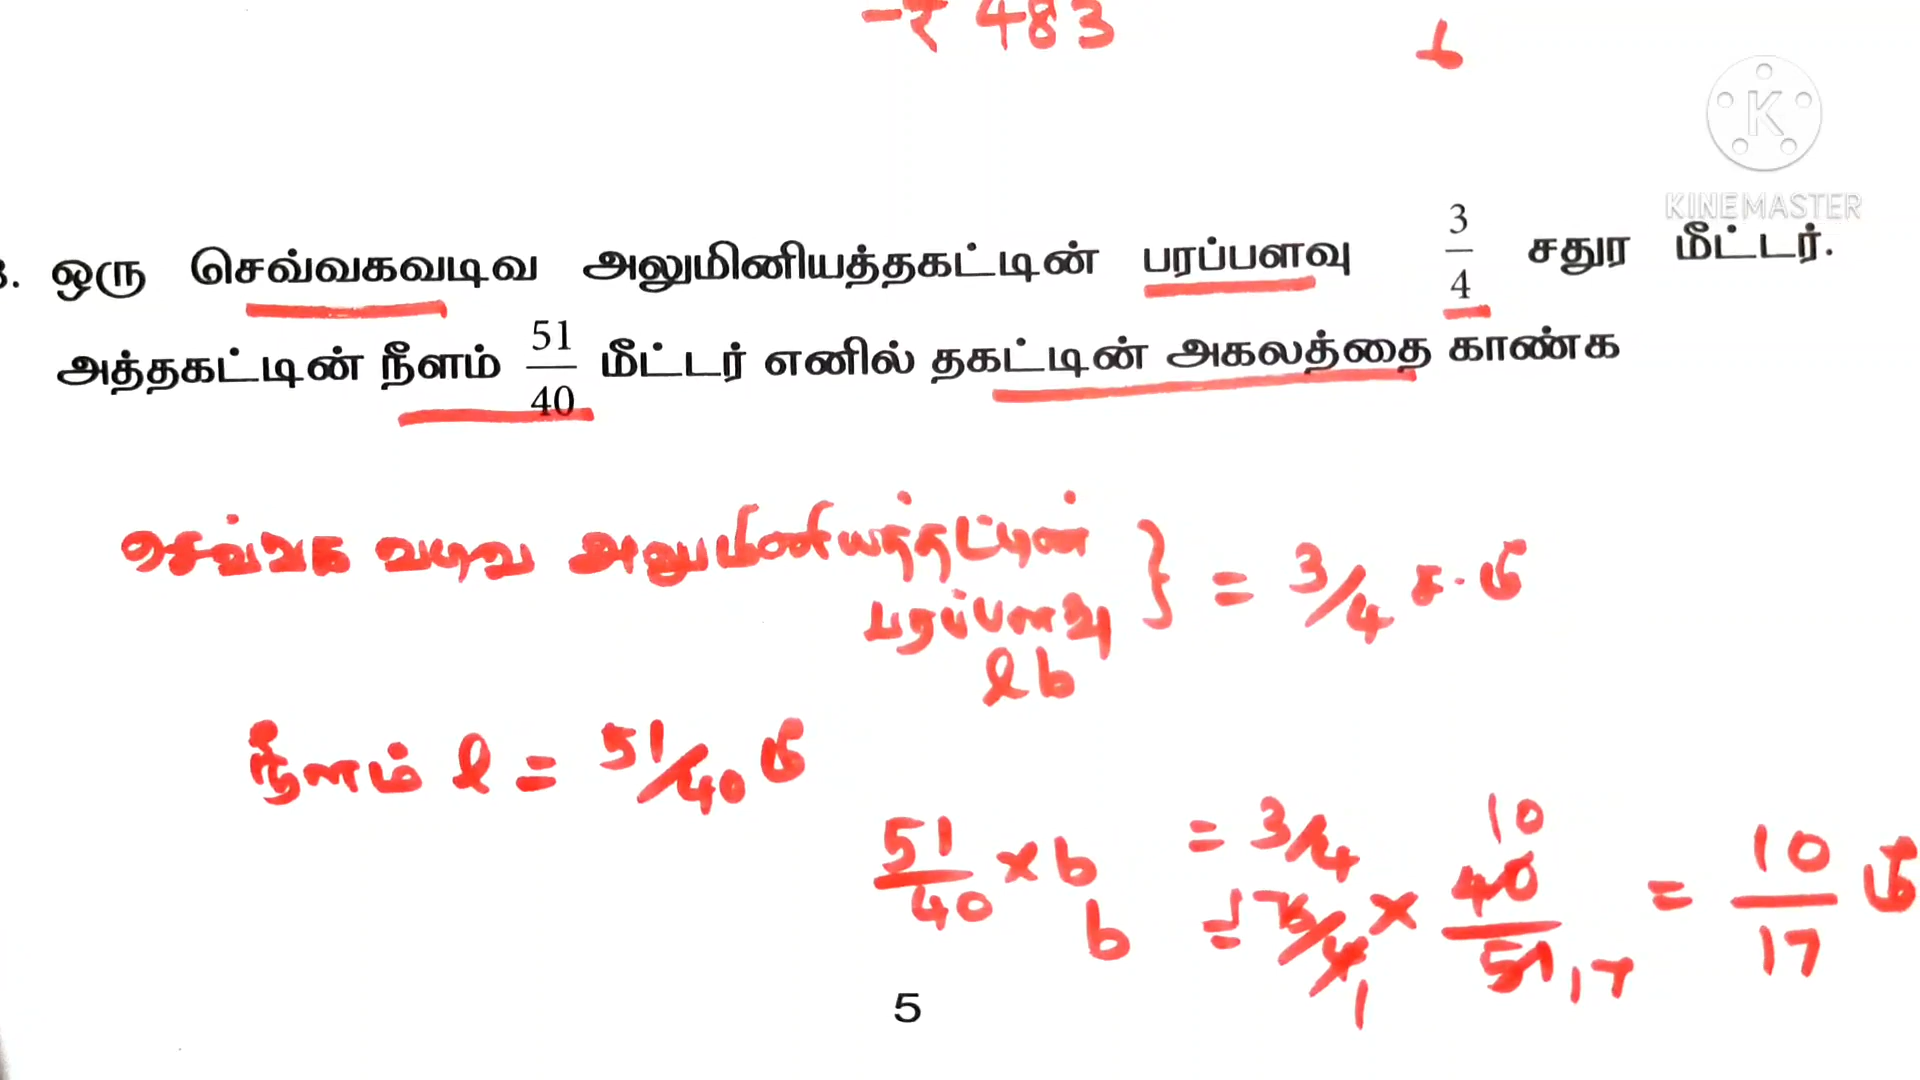 -₹ 483
KINEMASTER
3. ஒரு செவ்வகவடிவ அலுமினியத்தகட்டின் பரப்பளவு 3/4 சதுர மீட்டர்.
அத்தகட்டின் நீளம் 51/40 மீட்டர் எனில் தகட்டின் அகலத்தை காண்க
செவ்வக வடிவ அலுமினியத்தட்டின் } = 3/4 ச.மீ
பரப்பளவு
lb
நீளம் l = 51/40 மீ
51/40 × b = 3/4
b = 3/4 × 40/51 = 10/17 மீ
5